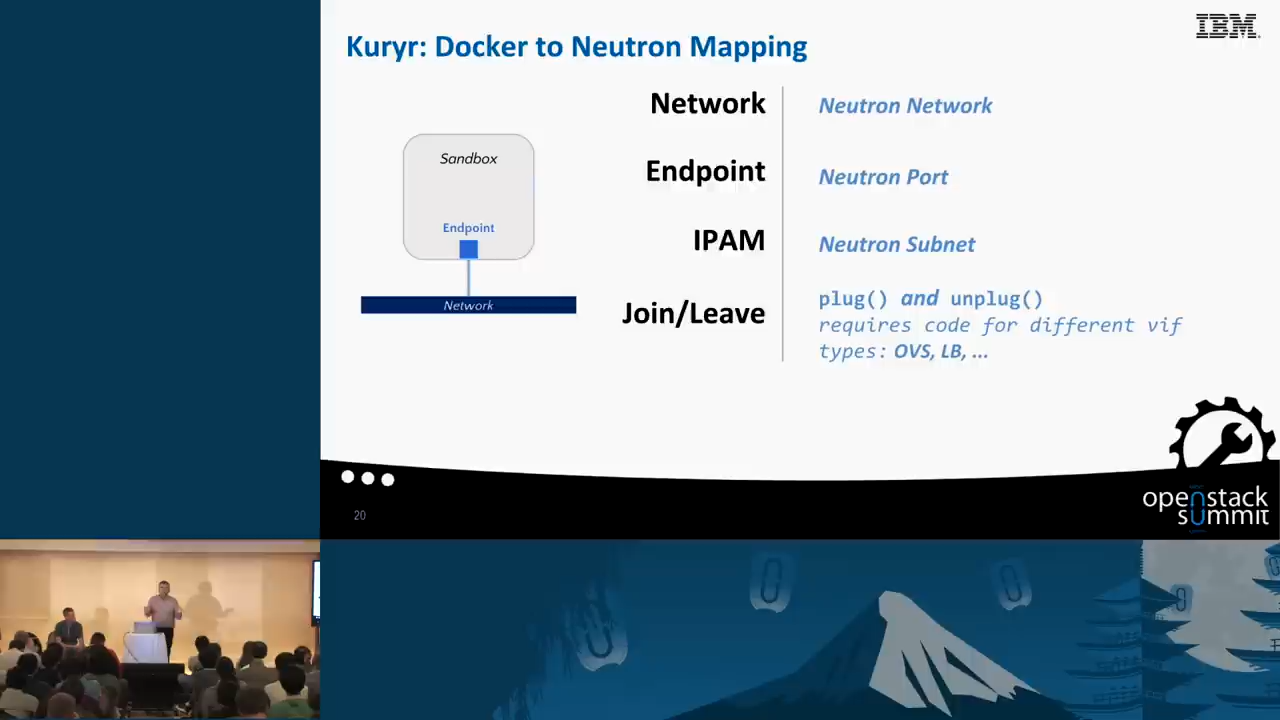 IBM
Kuryr: Docker to Neutron Mapping
Network
Neutron Network
Sandbox
Endpoint
Network
Endpoint
Neutron Port
IPAM
Neutron Subnet
Join/Leave
plug() and unplug()
requires code for different vif
types: OVS, LB, ...
20
openstack
summit